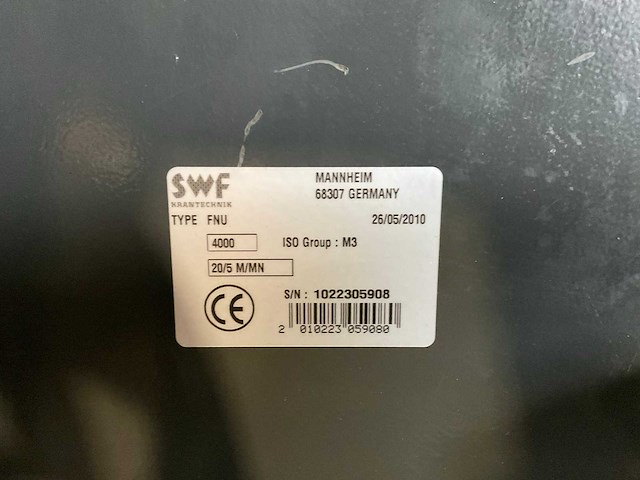 SWF
KRANTECHNIK
MANNHEIM
68307 GERMANY
TYPE FNU
26/05/2010
4000
ISO Group : M3
20/5 M/MN
CE
S/N : 1022305908
2 010223 059080